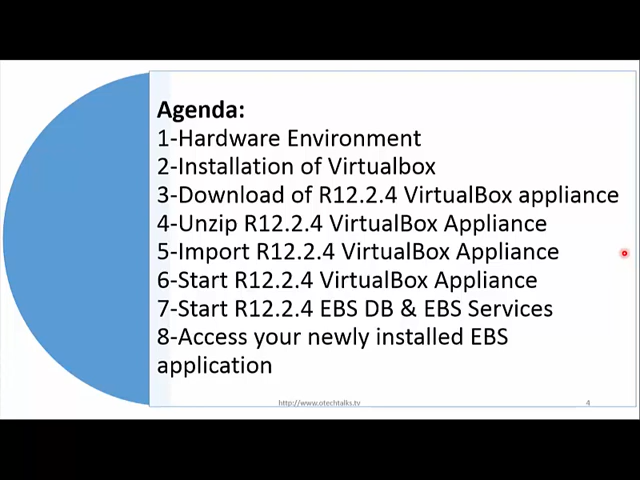 Agenda:
1-Hardware Environment
2-Installation of Virtualbox
3-Download of R12.2.4 VirtualBox appliance
4-Unzip R12.2.4 VirtualBox Appliance
5-Import R12.2.4 VirtualBox Appliance
6-Start R12.2.4 VirtualBox Appliance
7-Start R12.2.4 EBS DB & EBS Services
8-Access your newly installed EBS
application
http://www.otechtalks.tv
4